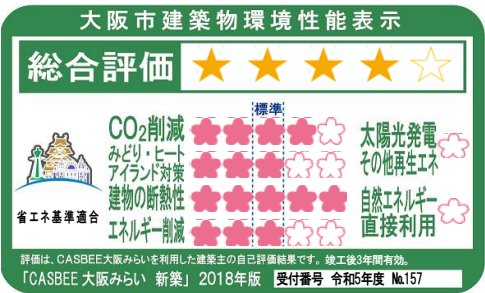 大阪市建築物環境性能表示
総合評価
標準
CO₂削減
みどり・ヒート
アイランド対策
建物の断熱性
エネルギー削減
太陽光発電
その他再生エネ
自然エネルギー
直接利用
省エネ基準適合
評価は、CASBEE大阪みらいを利用した建築主の自己評価結果です。竣工後3年間有効。
「CASBEE 大阪みらい 新築」 2018年版 受付番号 令和5年度 No.157